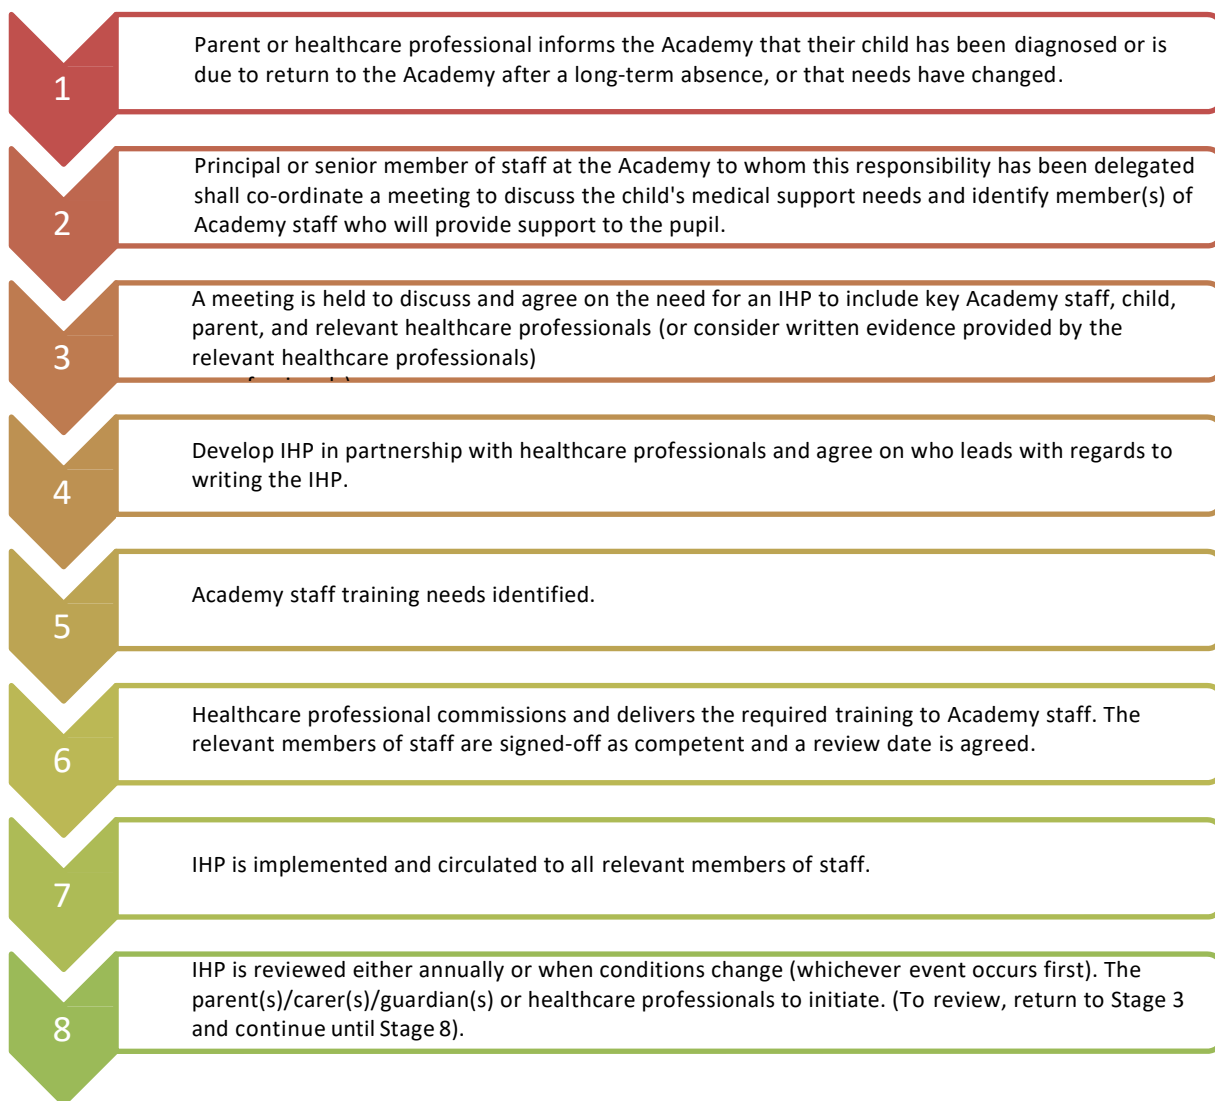 1
Parent or healthcare professional informs the Academy that their child has been diagnosed or is
due to return to the Academy after a long-term absence, or that needs have changed.
2
Principal or senior member of staff at the Academy to whom this responsibility has been delegated
shall co-ordinate a meeting to discuss the child's medical support needs and identify member(s) of
Academy staff who will provide support to the pupil.
3
A meeting is held to discuss and agree on the need for an IHP to include key Academy staff, child,
parent, and relevant healthcare professionals (or consider written evidence provided by the
relevant healthcare professionals)
4
Develop IHP in partnership with healthcare professionals and agree on who leads with regards to
writing the IHP.
5
Academy staff training needs identified.
6
Healthcare professional commissions and delivers the required training to Academy staff. The
relevant members of staff are signed-off as competent and a review date is agreed.
7
IHP is implemented and circulated to all relevant members of staff.
8
IHP is reviewed either annually or when conditions change (whichever event occurs first). The
parent(s)/carer(s)/guardian(s) or healthcare professionals to initiate. (To review, return to Stage 3
and continue until Stage 8).